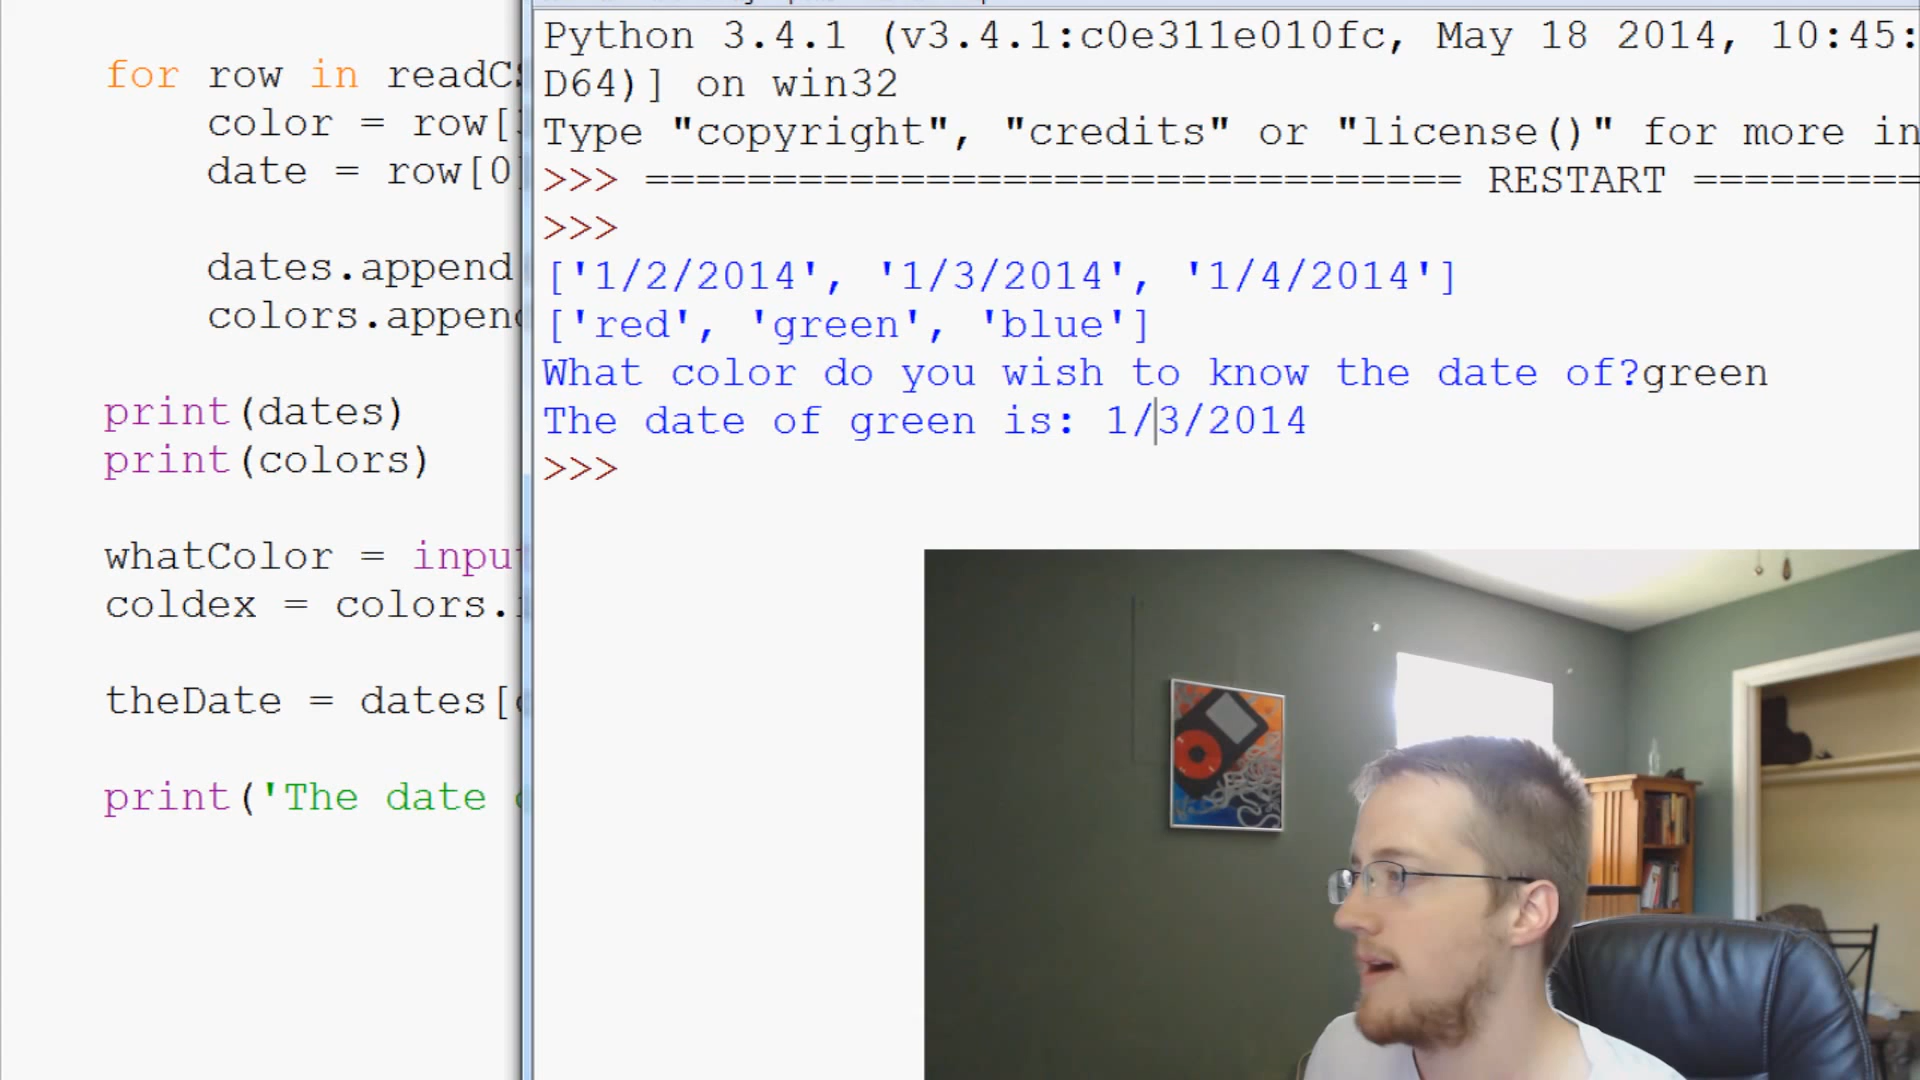 for row in readCS
color = row[
date = row[0]
dates.append
colors.append
print(dates)
print(colors)
whatColor = input
coldex = colors.
theDate = dates[
print('The date
Python 3.4.1 (v3.4.1:c0e311e010fc, May 18 2014, 10:45:
D64)] on win32
Type "copyright", "credits" or "license()" for more in
>>> ================================ RESTART =========
>>>
['1/2/2014', '1/3/2014', '1/4/2014']
['red', 'green', 'blue']
What color do you wish to know the date of?green
The date of green is: 1/3/2014
>>>